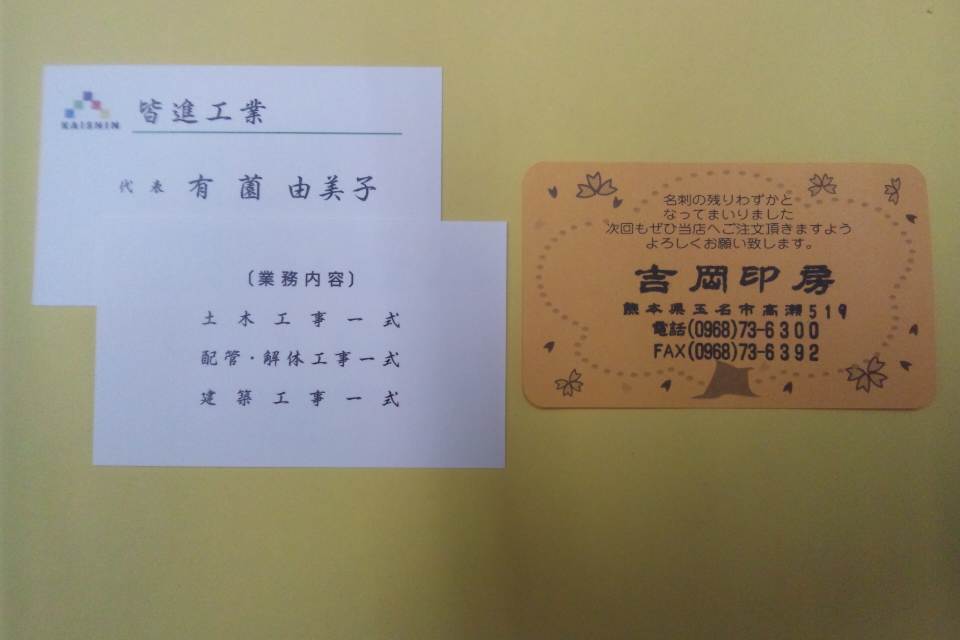 KAISHIN
皆進工業
代表 有薗 由美子
〔業務内容〕
土木工事一式
配管・解体工事一式
建築工事一式
名刺の残りわずかと
なってまいりました
次回もぜひ当店へご注文頂きますよう
よろしくお願い致します。
吉岡印房
熊本県玉名市高瀬519
電話(0968)73-6300
FAX(0968)73-6392